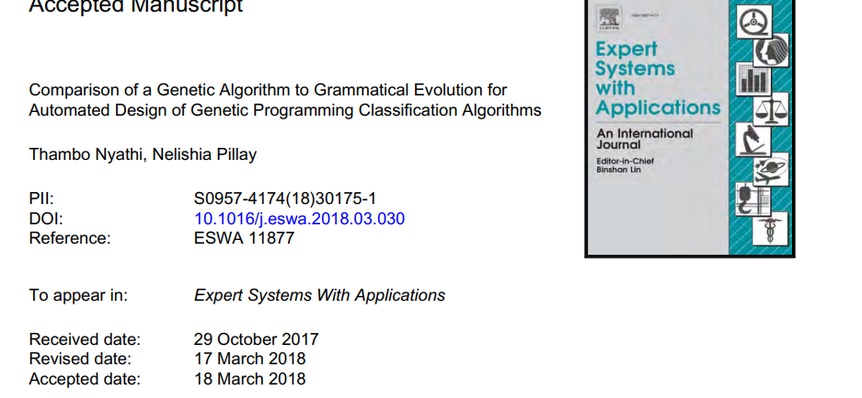 Accepted Manuscript
Comparison of a Genetic Algorithm to Grammatical Evolution for
Automated Design of Genetic Programming Classification Algorithms
Thambo Nyathi, Nelishia Pillay
PII: S0957-4174(18)30175-1
DOI: 10.1016/j.eswa.2018.03.030
Reference: ESWA 11877
To appear in: Expert Systems With Applications
Received date: 29 October 2017
Revised date: 17 March 2018
Accepted date: 18 March 2018
Expert
Systems
with
Applications
An International
Journal
Editor-in-Chief
Binshan Lin